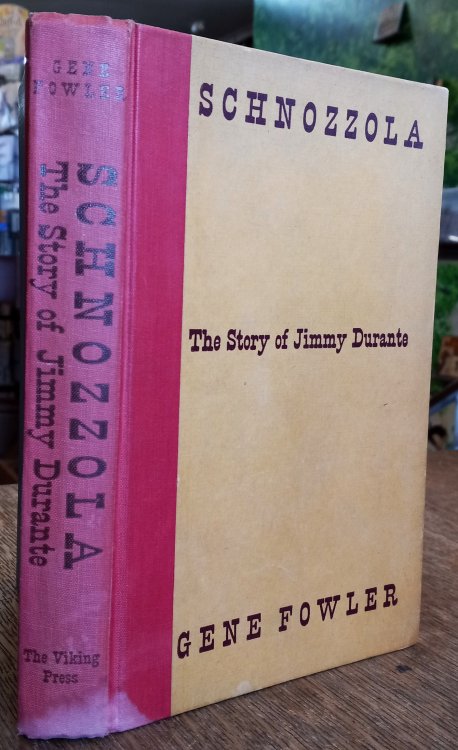 GENE
FOWLER
SCHNOZZOLA
The Story of Jimmy Durante
The Viking
Press
SCHNOZZOLA
The Story of Jimmy Durante
GENE FOWLER